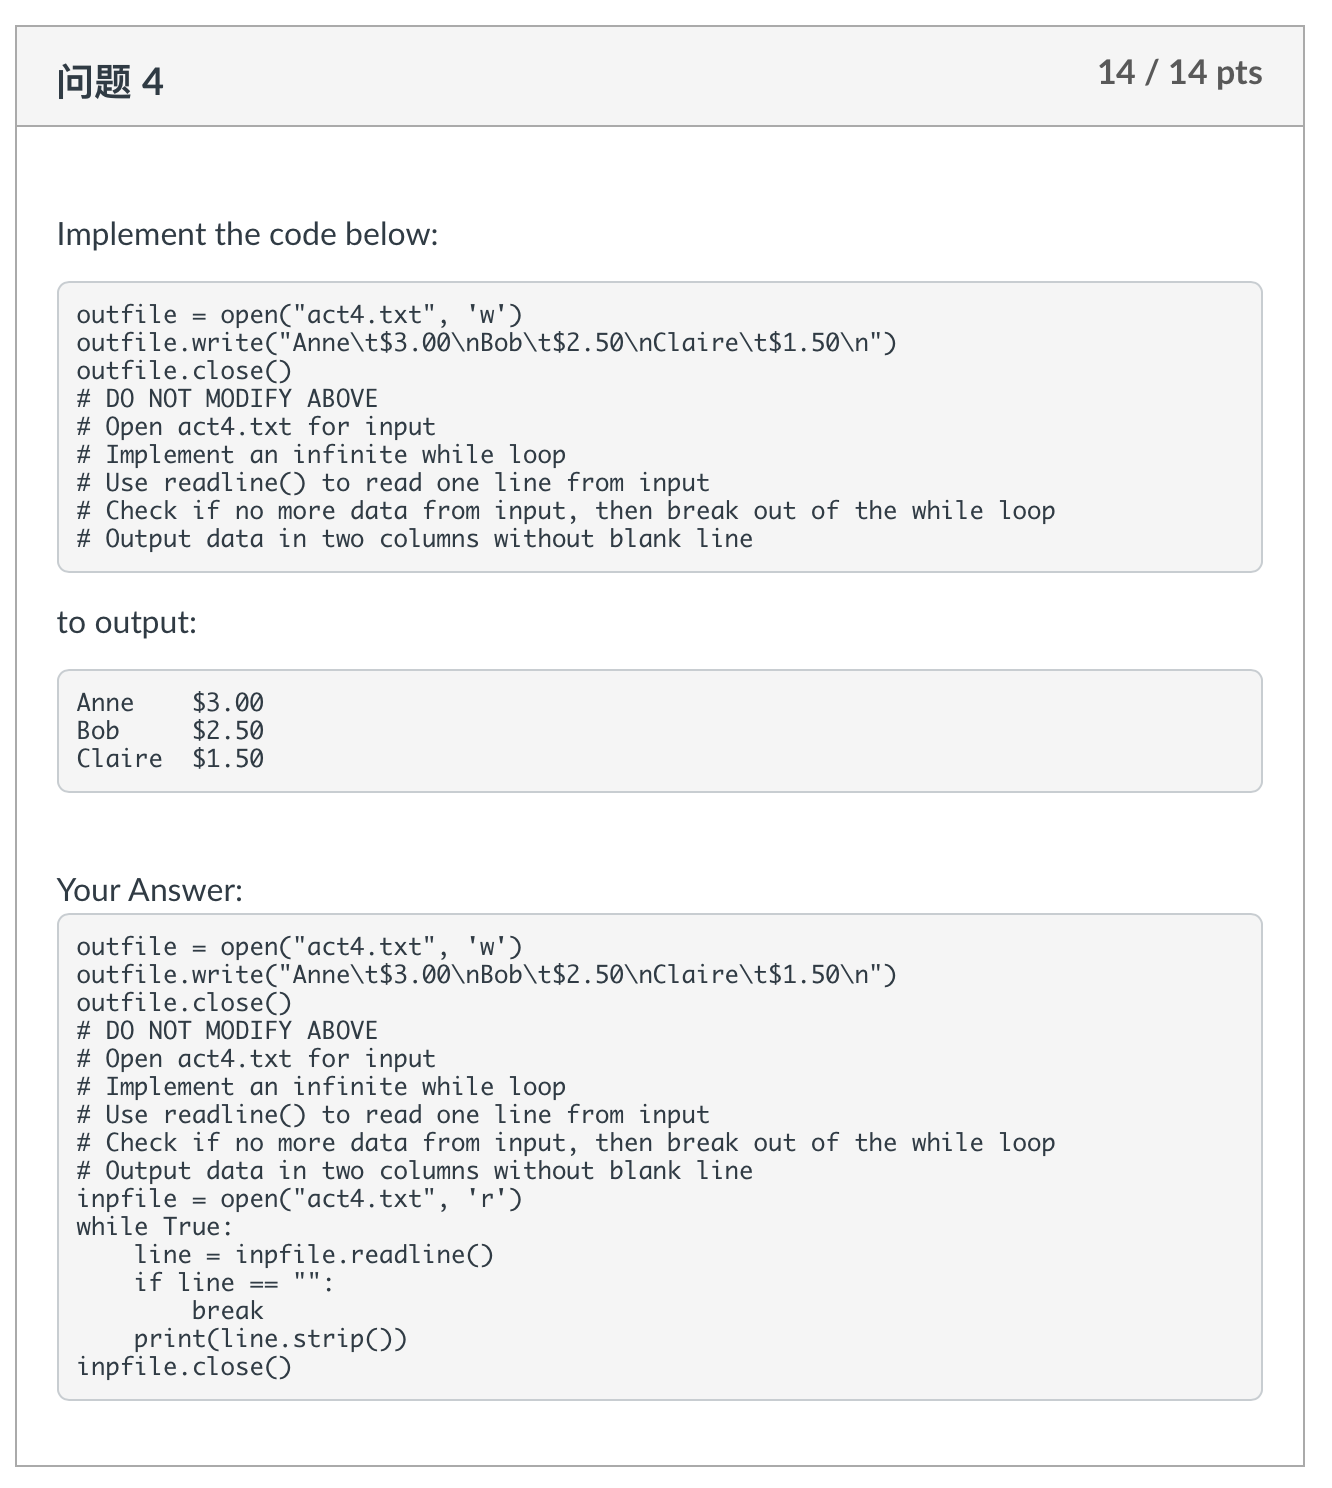 问题 4
14 / 14 pts
Implement the code below:
outfile = open("act4.txt", 'w')
outfile.write("Anne\t$3.00\nBob\t$2.50\nClaire\t$1.50\n")
outfile.close()
# DO NOT MODIFY ABOVE
# Open act4.txt for input
# Implement an infinite while loop
# Use readline() to read one line from input
# Check if no more data from input, then break out of the while loop
# Output data in two columns without blank line
to output:
Anne    $3.00
Bob     $2.50
Claire  $1.50
Your Answer:
outfile = open("act4.txt", 'w')
outfile.write("Anne\t$3.00\nBob\t$2.50\nClaire\t$1.50\n")
outfile.close()
# DO NOT MODIFY ABOVE
# Open act4.txt for input
# Implement an infinite while loop
# Use readline() to read one line from input
# Check if no more data from input, then break out of the while loop
# Output data in two columns without blank line
inpfile = open("act4.txt", 'r')
while True:
    line = inpfile.readline()
    if line == "":
        break
    print(line.strip())
inpfile.close()